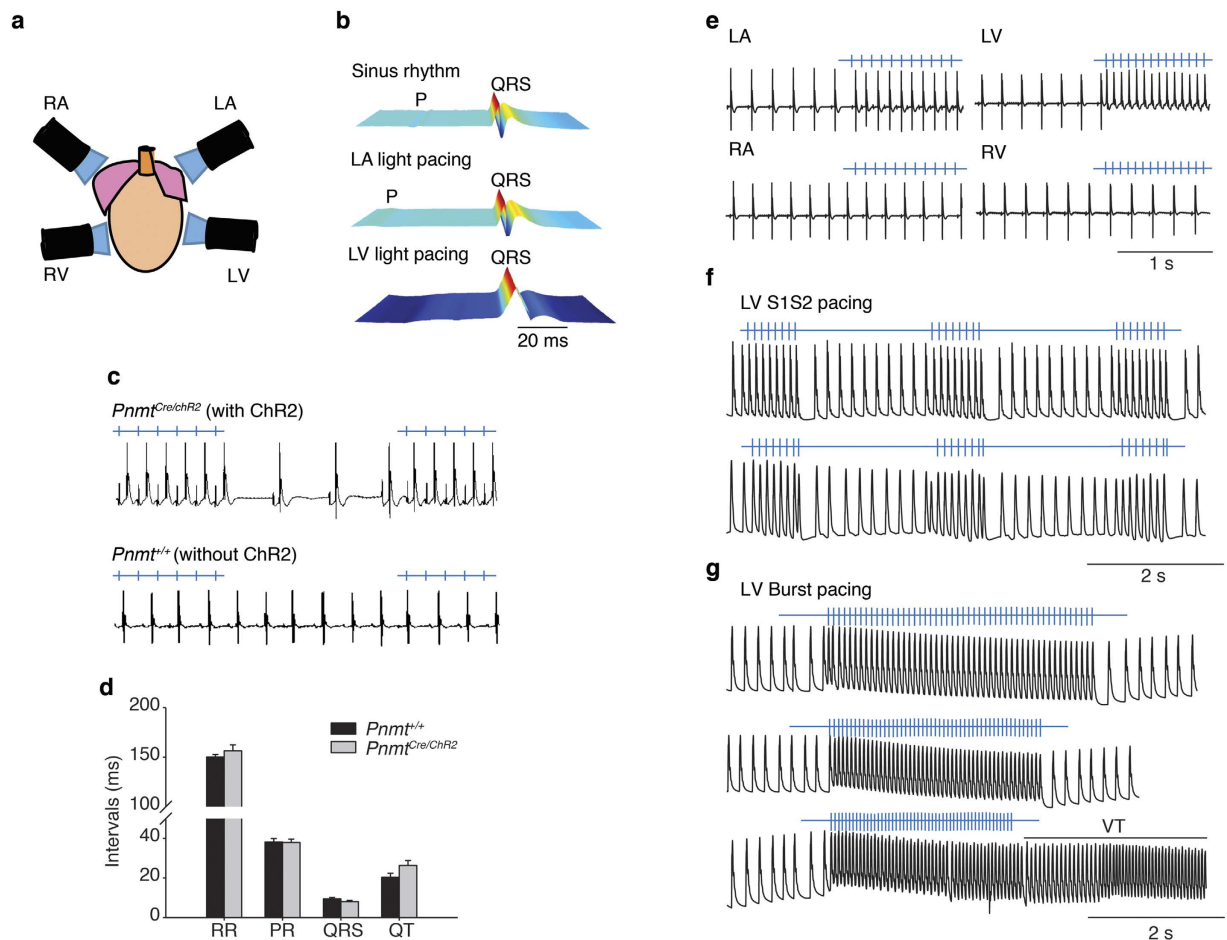 a
RA
LA
RV
LV
b
Sinus rhythm
P
QRS
LA light pacing
P
QRS
LV light pacing
QRS
20 ms
c
Pnmt^Cre/chR2 (with ChR2)
Pnmt^+/+ (without ChR2)
d
Intervals (ms)
200
150
100
40
20
0
Pnmt^+/+
Pnmt^Cre/ChR2
RR PR QRS QT
e
LA
LV
RA
RV
1 s
f
LV S1S2 pacing
2 s
g
LV Burst pacing
VT
2 s